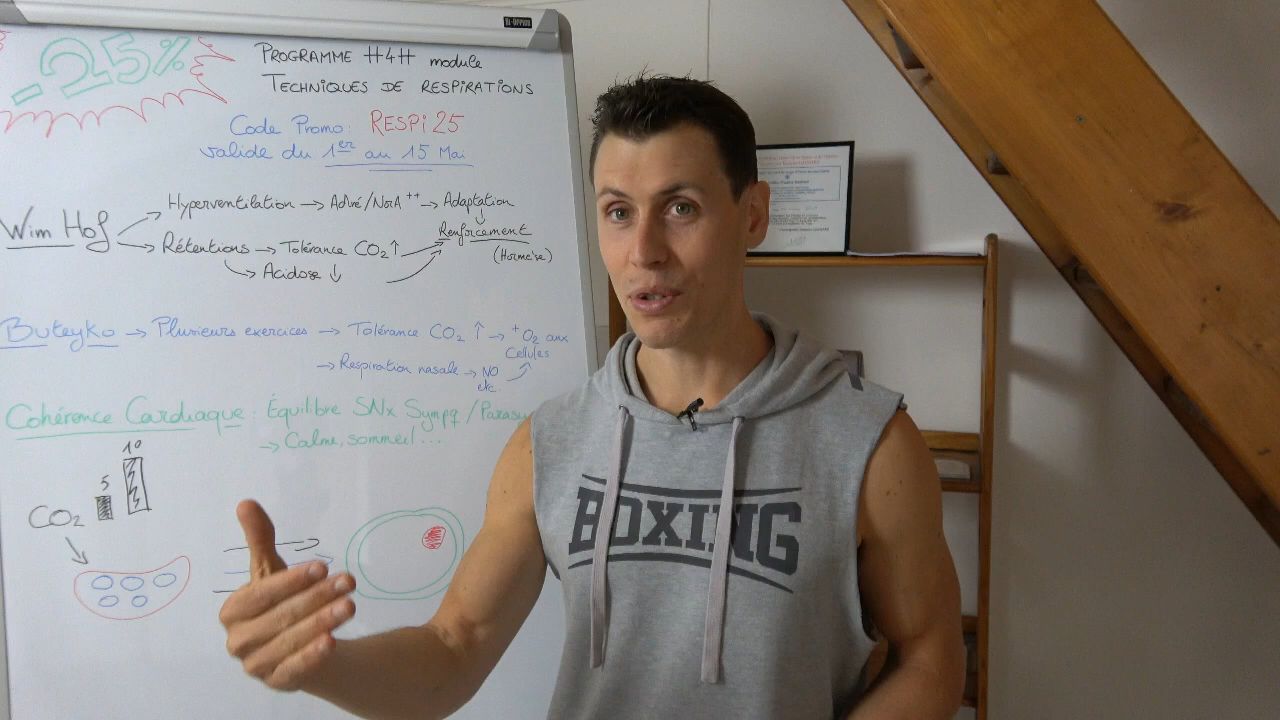 -25%
PROGRAMME #4# module
TECHNIQUES DE RESPIRATIONS
Code Promo: RESPI 25
valide du 1er au 15 Mai
Wim Hof
Hyperventilation → Adré/NorA ++ → Adaptation
↓
Renforcement
(Hormèse)
Rétentions → Tolérance CO2 ↑
→ Acidose ↓
Buteyko → Plusieurs exercices → Tolérance CO2 ↑ → +O2 aux
Cellules
→ Respiration nasale → NO
etc.
Cohérence Cardiaque : Équilibre SNx Sympq / Parasy
→ Calme, sommeil ...
5
10
CO2
BOXING